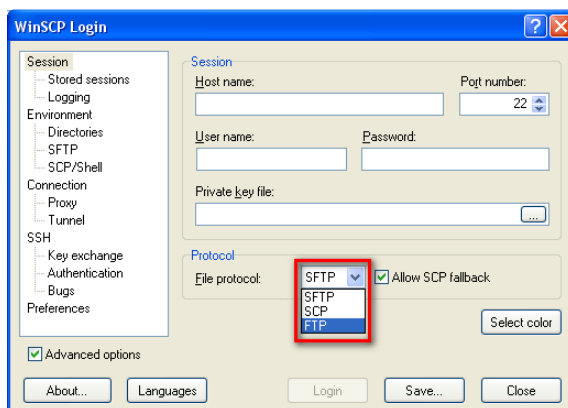 WinSCP Login
Session
Stored sessions
Logging
Environment
Directories
SFTP
SCP/Shell
Connection
Proxy
Tunnel
SSH
Key exchange
Authentication
Bugs
Preferences
Advanced options
Session
Host name:
Port number:
22
User name:
Password:
Private key file:
...
Protocol
File protocol:
SFTP
Allow SCP fallback
SFTP
SCP
FTP
Select color
About...
Languages
Login
Save...
Close